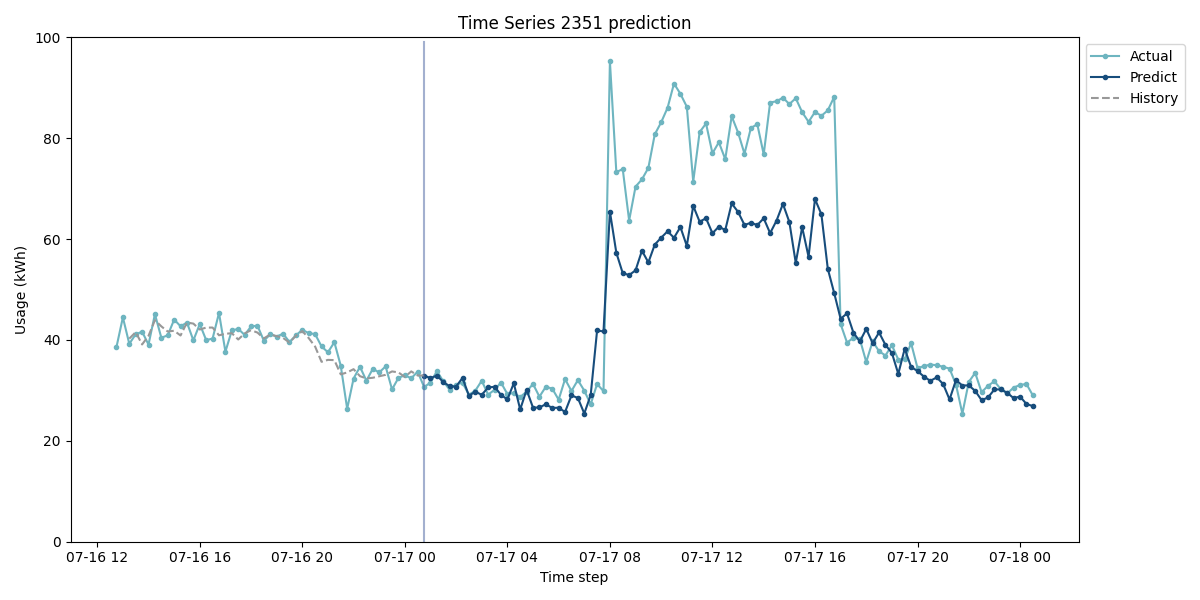 Time Series 2351 prediction
Usage (kWh)
100
80
60
40
20
0
07-16 12
07-16 16
07-16 20
07-17 00
07-17 04
07-17 08
07-17 12
07-17 16
07-17 20
07-18 00
Time step
Actual
Predict
History